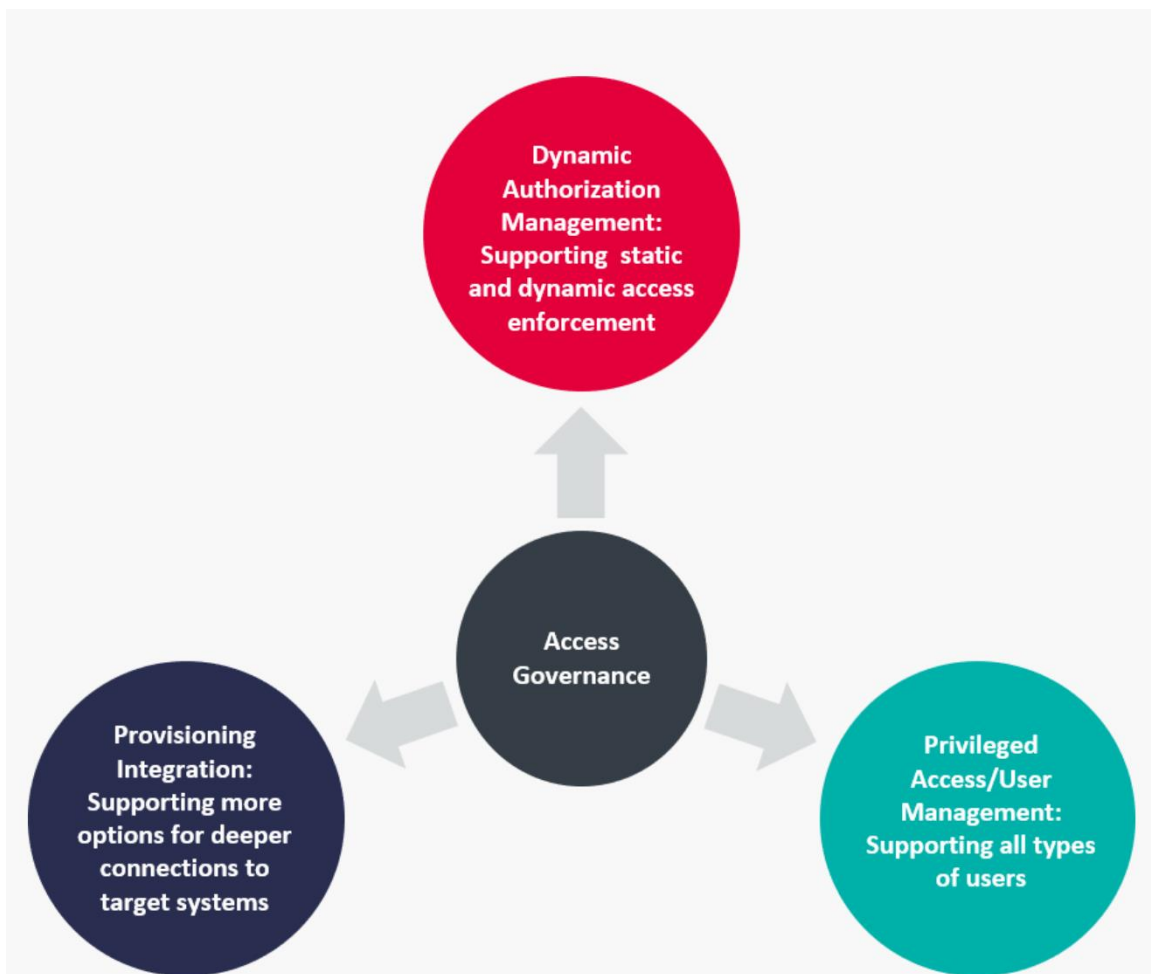 Dynamic
Authorization
Management:
Supporting static
and dynamic access
enforcement
Access
Governance
Provisioning
Integration:
Supporting more
options for deeper
connections to
target systems
Privileged
Access/User
Management:
Supporting all types
of users